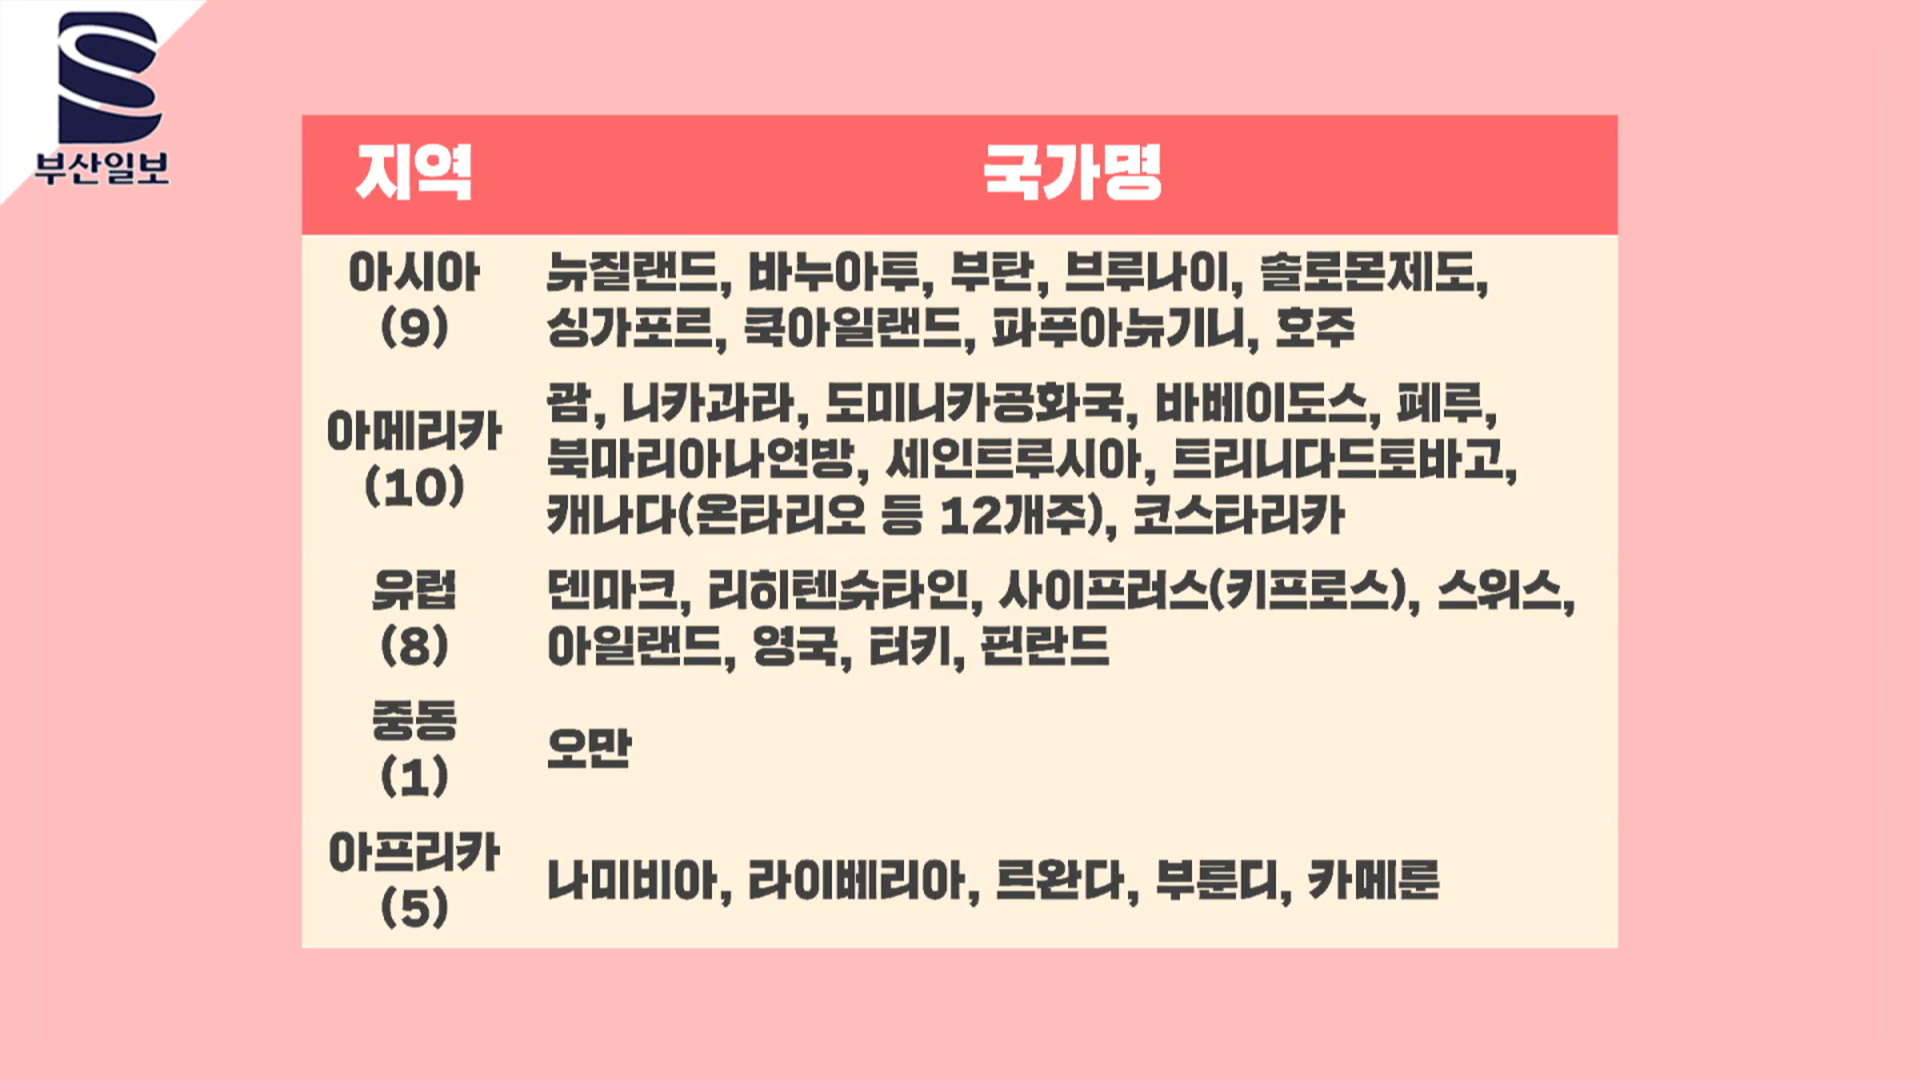 부산일보
지역 국가명
아시아
(9)
뉴질랜드, 바누아투, 부탄, 브루나이, 솔로몬제도,
싱가포르, 쿡아일랜드, 파푸아뉴기니, 호주
아메리카
(10)
괌, 니카과라, 도미니카공화국, 바베이도스, 페루,
북마리아나연방, 세인트루시아, 트리니다드토바고,
캐나다(온타리오 등 12개주), 코스타리카
유럽
(8)
덴마크, 리히텐슈타인, 사이프러스(키프로스), 스위스,
아일랜드, 영국, 터키, 핀란드
중동
(1)
오만
아프리카
(5)
나미비아, 라이베리아, 르완다, 부룬디, 카메룬